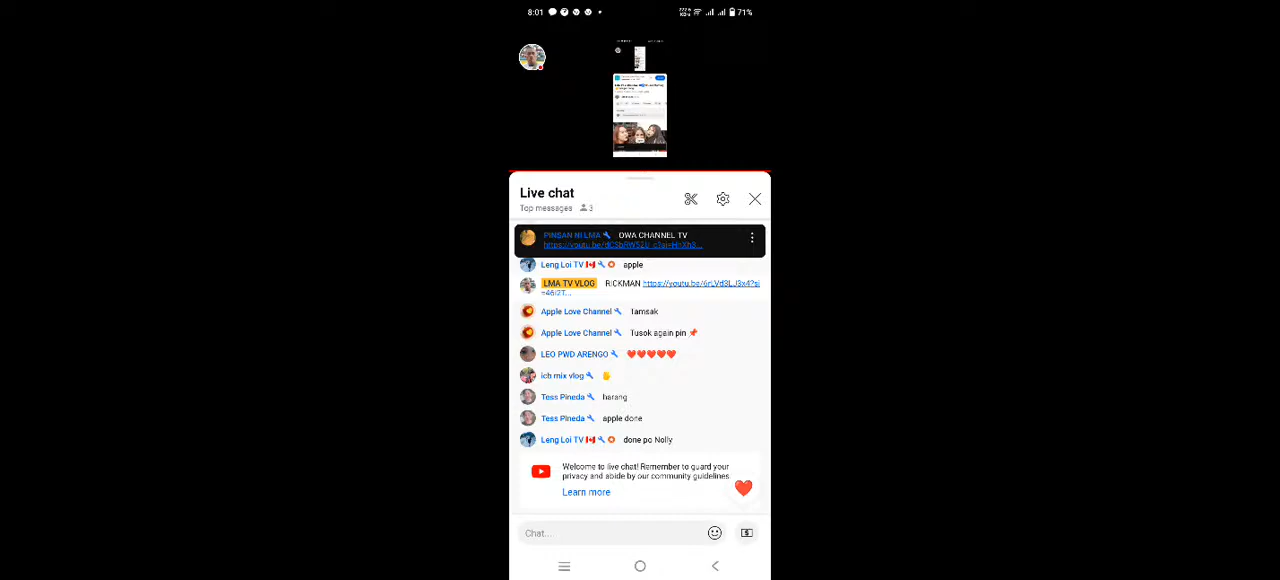 8:01
71%
Live chat
Top messages 3
PINSAN NI LMA OWA CHANNEL TV
Leng Loi TV apple
LMA TV VLOG RICKMAN
Apple Love Channel Tamsak
Apple Love Channel Tusok again pin
LEO PWD ARENGO
icb mix vlog
Tess Pineda harang
Tess Pineda apple done
Leng Loi TV done po Nolly
Welcome to live chat! Remember to guard your
privacy and abide by our community guidelines.
Learn more
Chat...